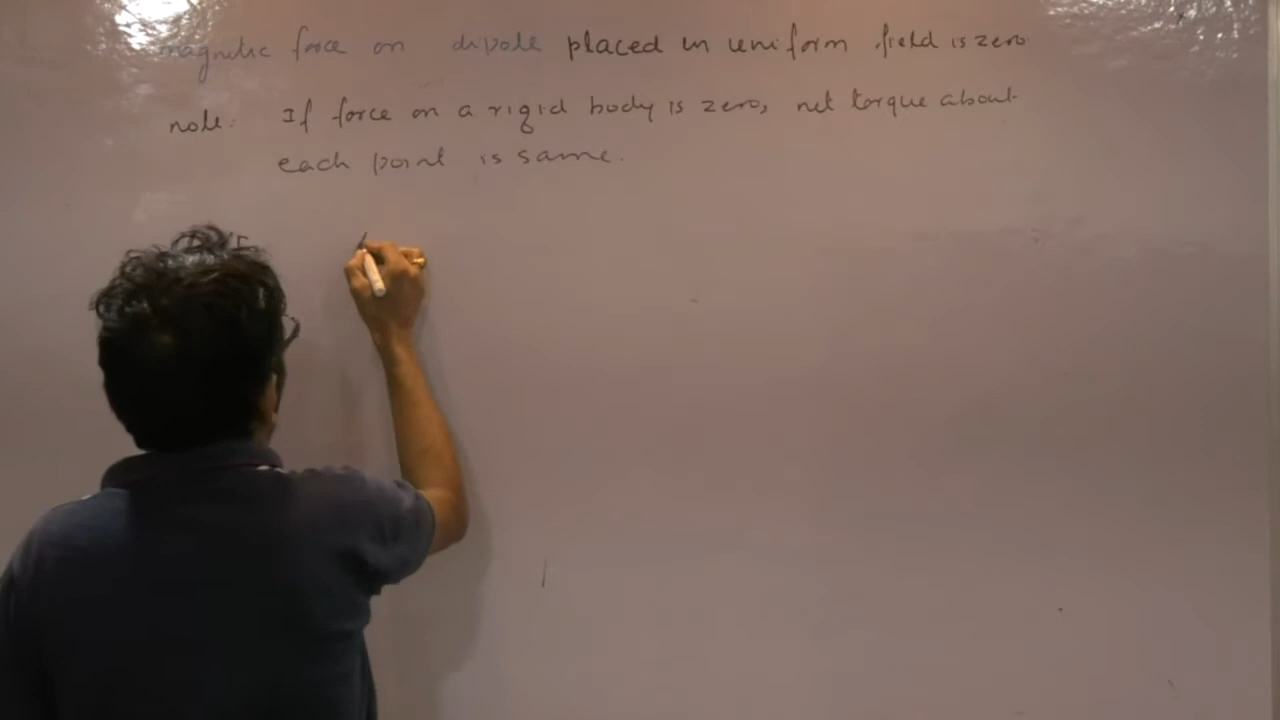 magnetic force on dipole placed in uniform field is zero
note: If force on a rigid body is zero, net torque about
each point is same.